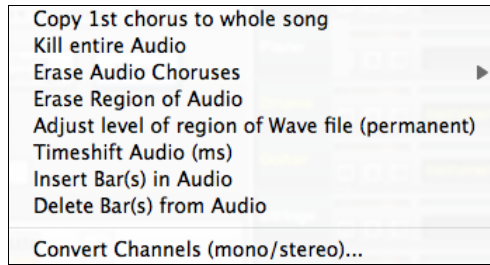 Copy 1st chorus to whole song
Kill entire Audio
Erase Audio Choruses
Erase Region of Audio
Adjust level of region of Wave file (permanent)
Timeshift Audio (ms)
Insert Bar(s) in Audio
Delete Bar(s) from Audio
Convert Channels (mono/stereo)...